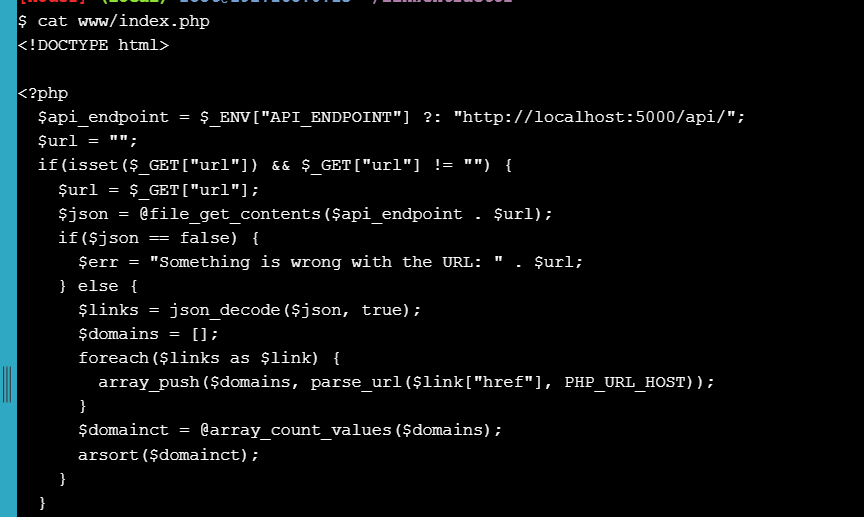 $ cat www/index.php
<!DOCTYPE html>
<?php
$api_endpoint = $_ENV["API_ENDPOINT"] ?: "http://localhost:5000/api/";
$url = "";
if(isset($_GET["url"]) && $_GET["url"] != "") {
$url = $_GET["url"];
$json = @file_get_contents($api_endpoint . $url);
if($json == false) {
$err = "Something is wrong with the URL: " . $url;
} else {
$links = json_decode($json, true);
$domains = [];
foreach($links as $link) {
array_push($domains, parse_url($link["href"], PHP_URL_HOST));
}
$domainct = @array_count_values($domains);
arsort($domainct);
}
}